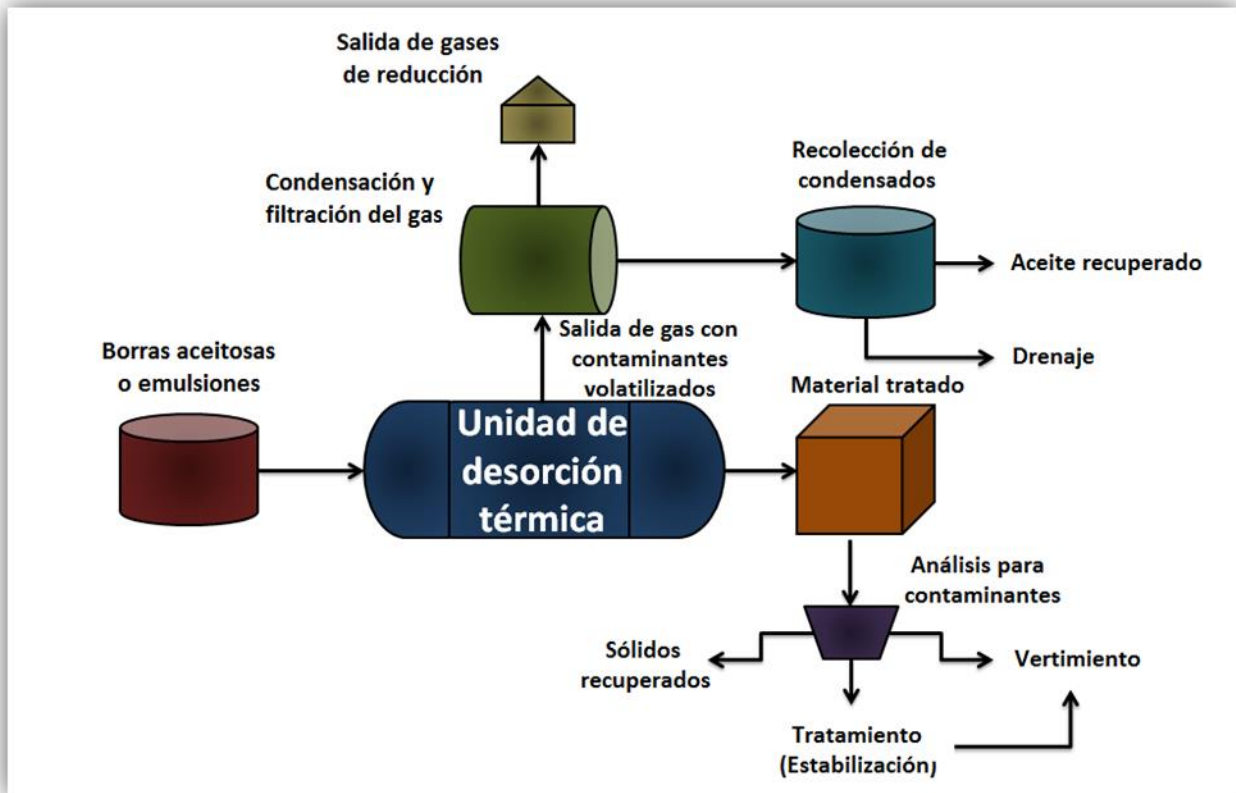 Salida de gases
de reducción
Condensación y
filtración del gas
Recolección de
condensados
Aceite recuperado
Drenaje
Salida de gas con
contaminantes
volatilizados
Borras aceitosas
o emulsiones
Unidad de
desorción
térmica
Material tratado
Análisis para
contaminantes
Sólidos
recuperados
Vertimiento
Tratamiento
(Estabilización)